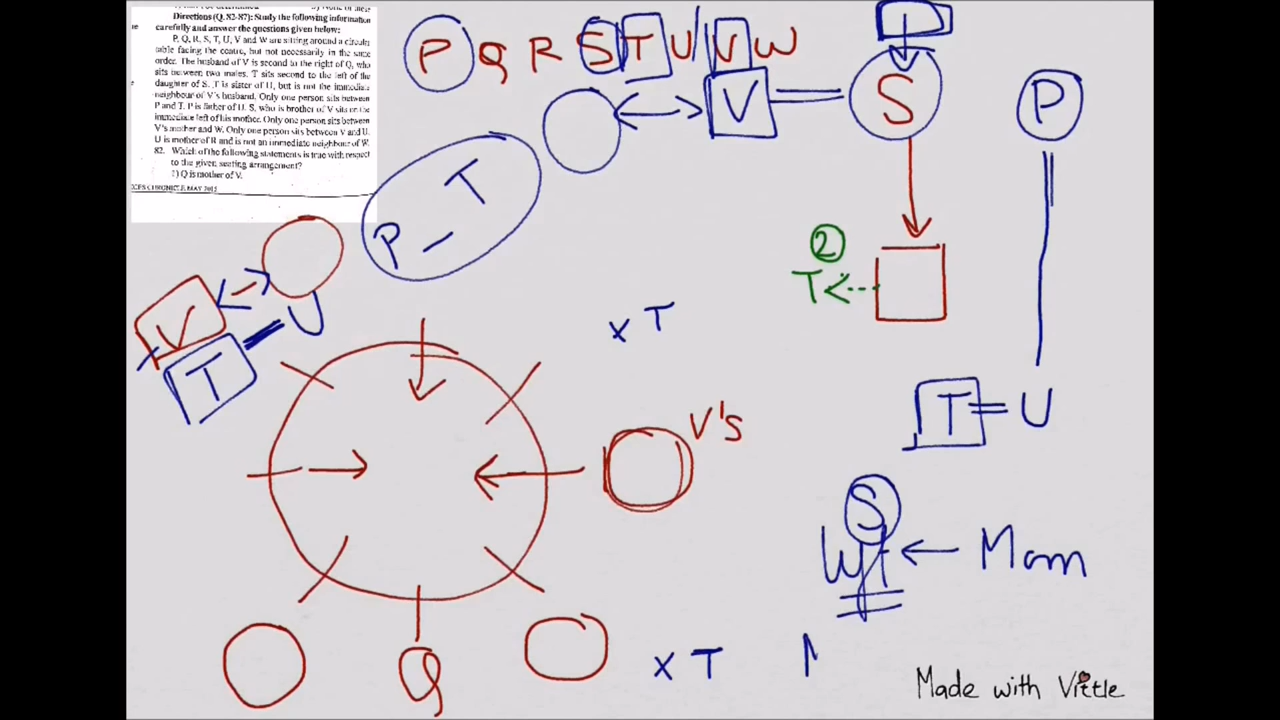 Directions (Q. 82-87): Study the following information
carefully and answer the questions given below:
P, Q, R, S, T, U, V and W are sitting around a circular
table facing the centre, but not necessarily in the same
order. The husband of V is second to the right of Q, who
sits between two males. T sits second to the left of the
daughter of S. T is sister of U, but is not the immediate
neighbour of V's husband. Only one person sits between
P and T. P is father of U. S, who is brother of V sits on the
immediate left of his mother. Only one person sits between
V's mother and W. Only one person sits between V and U.
U is mother of R and is not an immediate neighbour of W.
82. Which of the following statements is true with respect
to the given seating arrangement?
1) Q is mother of V.
P Q R S T U V W
V
S
P
P _ T
2
T
V
U
T
x T
V's
T = U
S
W
Mom
Q
x T
Made with Vittle